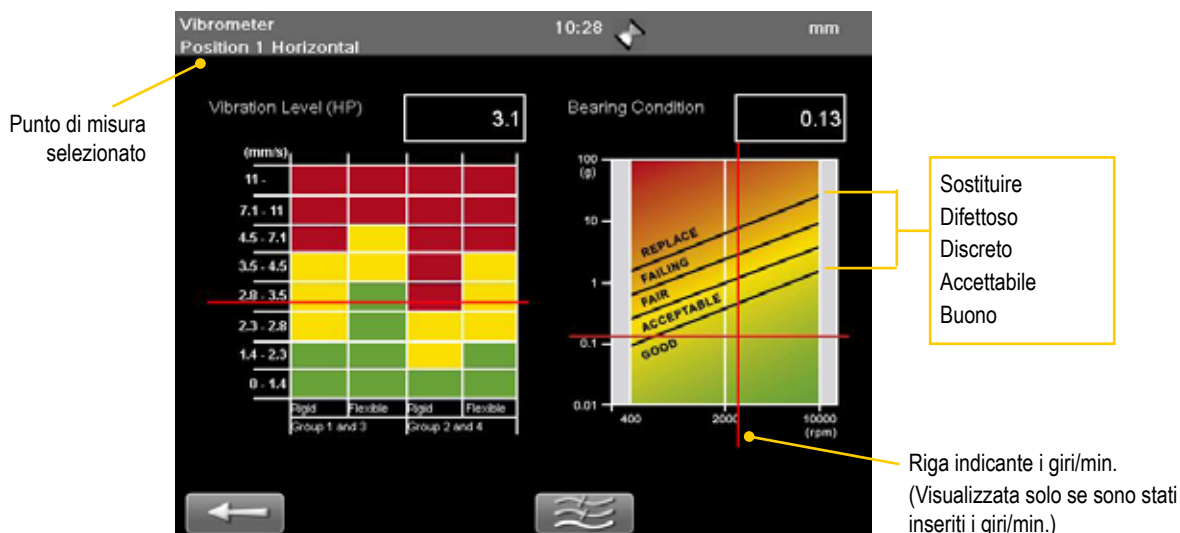 Vibrometer
Position 1 Horizontal
10:28
mm
Punto di misura
selezionato
Vibration Level (HP)
3.1
(mm/s)
11 -
7.1 - 11
4.5 - 7.1
3.5 - 4.5
2.8 - 3.5
2.3 - 2.8
1.4 - 2.3
0 - 1.4
Rigid Flexible Rigid Flexible
Group 1 and 3 Group 2 and 4
Bearing Condition
0.13
100
(g)
10
1
0.1
0.01
REPLACE
FAILING
FAIR
ACCEPTABLE
GOOD
400 2000 10000
(rpm)
Sostituire
Difettoso
Discreto
Accettabile
Buono
Riga indicante i giri/min.
(Visualizzata solo se sono stati
inseriti i giri/min.)